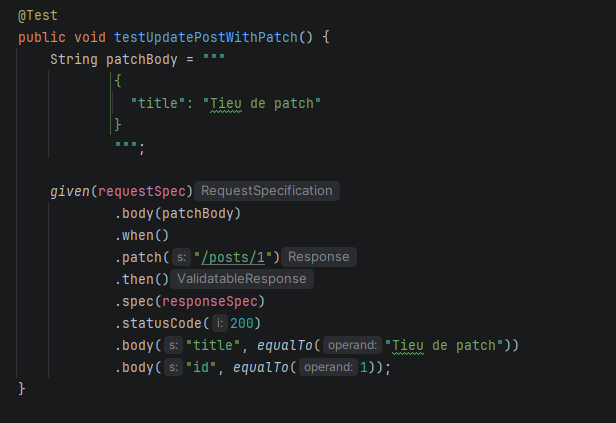 @Test
public void testUpdatePostWithPatch() {
String patchBody = """
{
"title": "Tieu de patch"
}
""";
given(requestSpec) RequestSpecification
.body(patchBody)
.when()
.patch( s: "/posts/1") Response
.then() ValidatableResponse
.spec(responseSpec)
.statusCode( i: 200)
.body( s: "title", equalTo( operand: "Tieu de patch"))
.body( s: "id", equalTo( operand: 1));
}